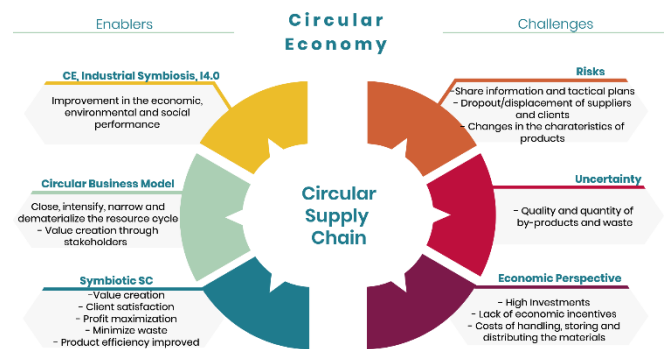 Enablers
Circular
Economy
Challenges
CE, Industrial Symbiosis, I4.0
Improvement in the economic,
environmental and social
performance
Circular Business Model
Close, intensify, narrow and
dematerialize the resource cycle
- Value creation through
stakeholders
Symbiotic SC
-Value creation
- Client satisfaction
- Profit maximization
- Minimize waste
- Product efficiency improved
Circular
Supply
Chain
Risks
-Share information and tactical plans
- Dropout/displacement of suppliers
and clients
- Changes in the charateristics of
products
Uncertainty
- Quality and quantity of
by-products and waste
Economic Perspective
- High Investments
- Lack of economic incentives
- Costs of handling, storing and
distributing the materials